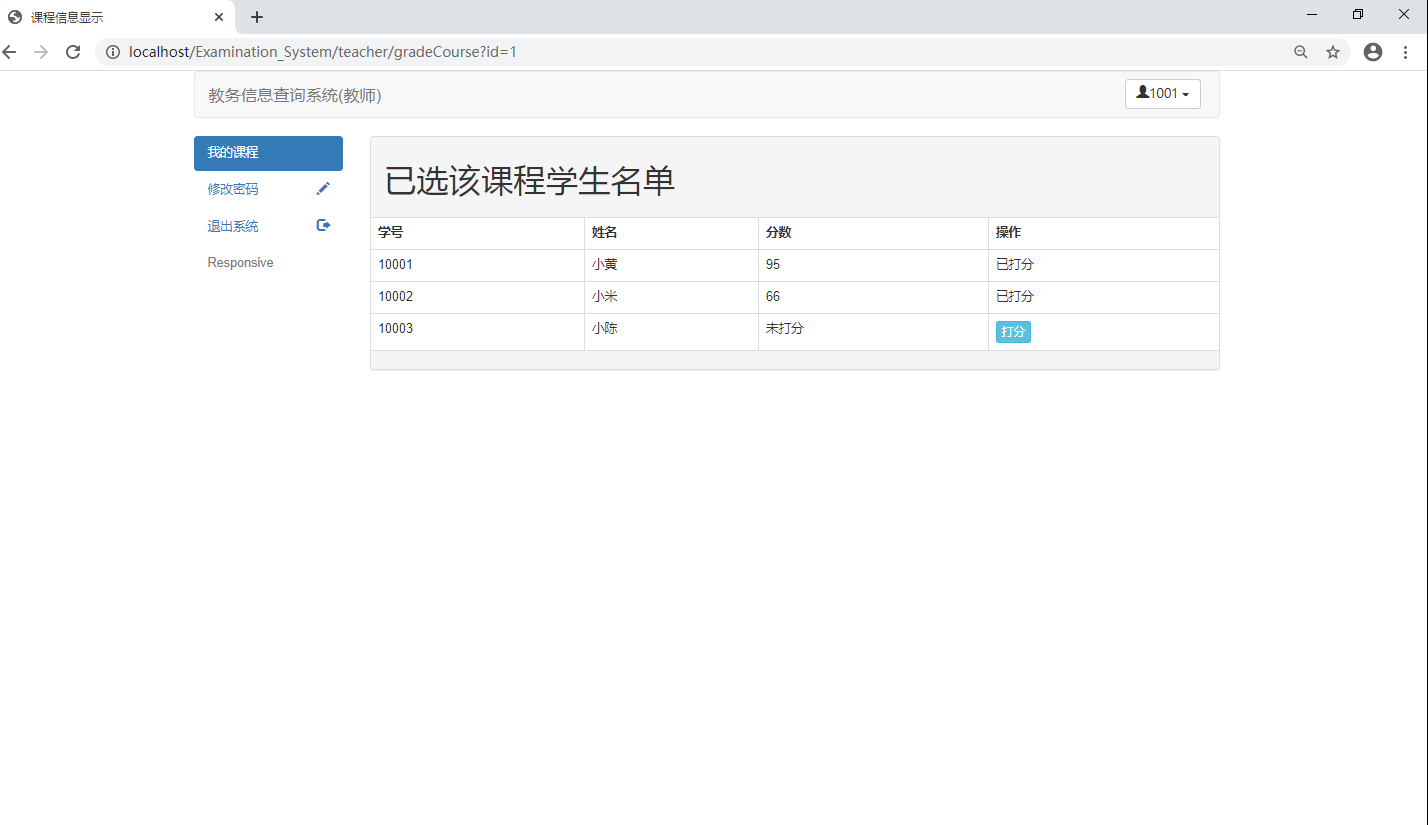 课程信息显示
localhost/Examination_System/teacher/gradeCourse?id=1
教务信息查询系统(教师)
1001
我的课程
修改密码
退出系统
Responsive
已选该课程学生名单
学号 姓名 分数 操作
10001 小黄 95 已打分
10002 小米 66 已打分
10003 小陈 未打分 打分